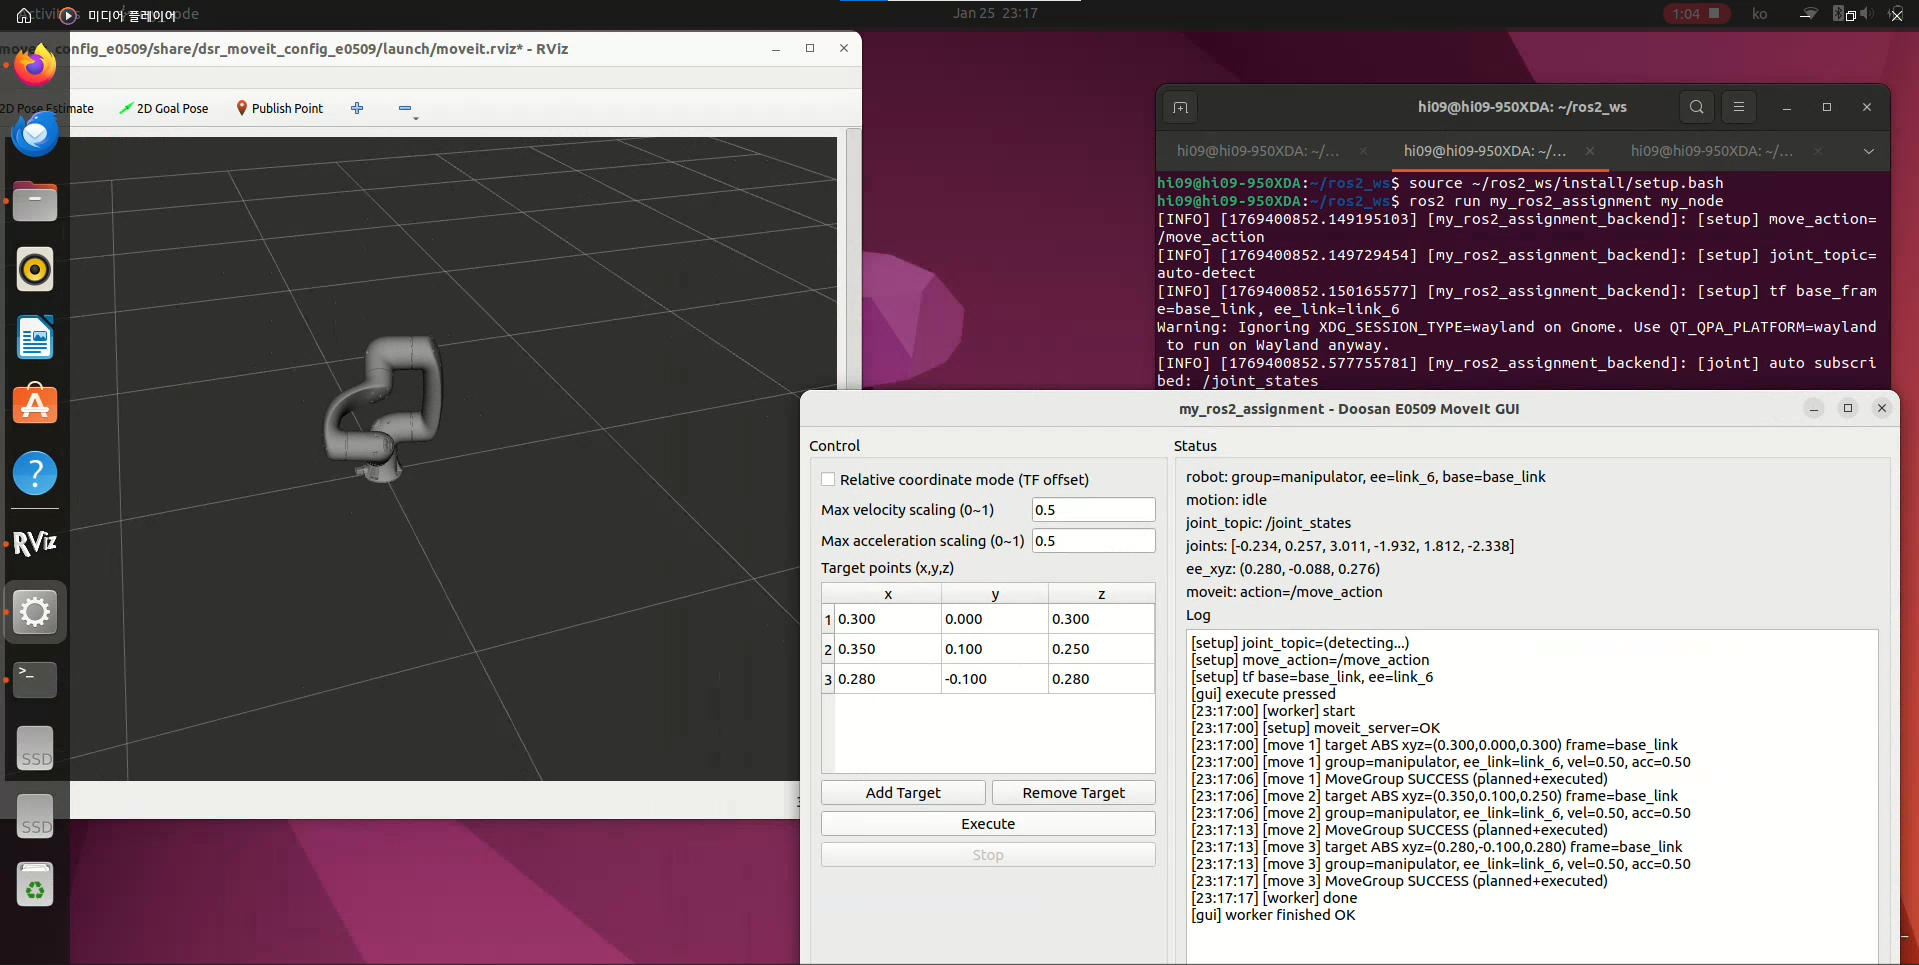 미디어 플레이어
Jan 25 23:17
1:04
ko
config_e0509/share/dsr_moveit_config_e0509/launch/moveit.rviz* - RViz
2D Pose Estimate
2D Goal Pose
Publish Point
hi09@hi09-950XDA: ~/ros2_ws
hi09@hi09-950XDA: ~/...
hi09@hi09-950XDA: ~/...
hi09@hi09-950XDA: ~/...
hi09@hi09-950XDA:~/ros2_ws$ source ~/ros2_ws/install/setup.bash
hi09@hi09-950XDA:~/ros2_ws$ ros2 run my_ros2_assignment my_node
[INFO] [1769400852.149195103] [my_ros2_assignment_backend]: [setup] move_action=
/move_action
[INFO] [1769400852.149729454] [my_ros2_assignment_backend]: [setup] joint_topic=
auto-detect
[INFO] [1769400852.150165577] [my_ros2_assignment_backend]: [setup] tf base_fram
e=base_link, ee_link=link_6
Warning: Ignoring XDG_SESSION_TYPE=wayland on Gnome. Use QT_QPA_PLATFORM=wayland
to run on Wayland anyway.
[INFO] [1769400852.577755781] [my_ros2_assignment_backend]: [joint] auto subscri
bed: /joint_states
RViz
SSD
SSD
my_ros2_assignment - Doosan E0509 MoveIt GUI
Control
Relative coordinate mode (TF offset)
Max velocity scaling (0~1) 0.5
Max acceleration scaling (0~1) 0.5
Target points (x,y,z)
x y z
1 0.300 0.000 0.300
2 0.350 0.100 0.250
3 0.280 -0.100 0.280
Add Target
Remove Target
Execute
Stop
Status
robot: group=manipulator, ee=link_6, base=base_link
motion: idle
joint_topic: /joint_states
joints: [-0.234, 0.257, 3.011, -1.932, 1.812, -2.338]
ee_xyz: (0.280, -0.088, 0.276)
moveit: action=/move_action
Log
[setup] joint_topic=(detecting...)
[setup] move_action=/move_action
[setup] tf base=base_link, ee=link_6
[gui] execute pressed
[23:17:00] [worker] start
[23:17:00] [setup] moveit_server=OK
[23:17:00] [move 1] target ABS xyz=(0.300,0.000,0.300) frame=base_link
[23:17:00] [move 1] group=manipulator, ee_link=link_6, vel=0.50, acc=0.50
[23:17:06] [move 1] MoveGroup SUCCESS (planned+executed)
[23:17:06] [move 2] target ABS xyz=(0.350,0.100,0.250) frame=base_link
[23:17:06] [move 2] group=manipulator, ee_link=link_6, vel=0.50, acc=0.50
[23:17:13] [move 2] MoveGroup SUCCESS (planned+executed)
[23:17:13] [move 3] target ABS xyz=(0.280,-0.100,0.280) frame=base_link
[23:17:13] [move 3] group=manipulator, ee_link=link_6, vel=0.50, acc=0.50
[23:17:17] [move 3] MoveGroup SUCCESS (planned+executed)
[23:17:17] [worker] done
[gui] worker finished OK